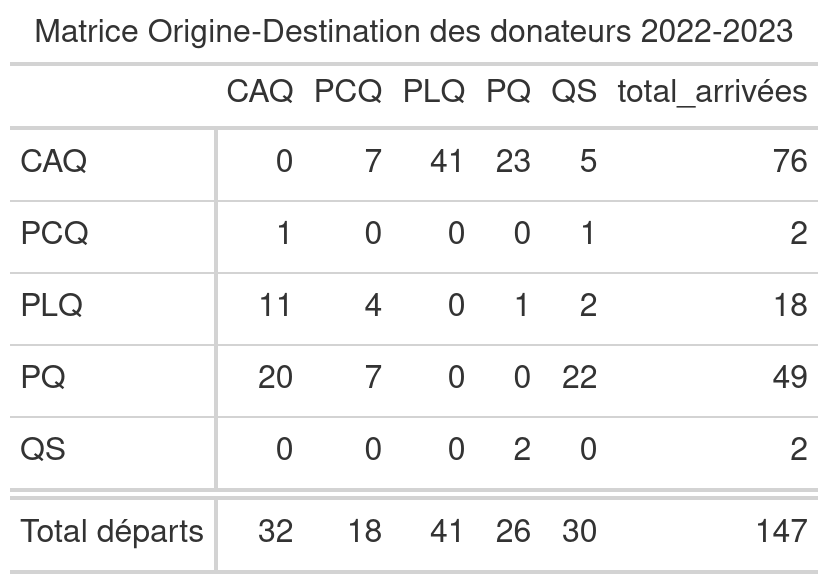 Matrice Origine-Destination des donateurs 2022-2023
CAQ PCQ PLQ PQ QS total_arrivées
CAQ 0 7 41 23 5 76
PCQ 1 0 0 0 1 2
PLQ 11 4 0 1 2 18
PQ 20 7 0 0 22 49
QS 0 0 0 2 0 2
Total départs 32 18 41 26 30 147